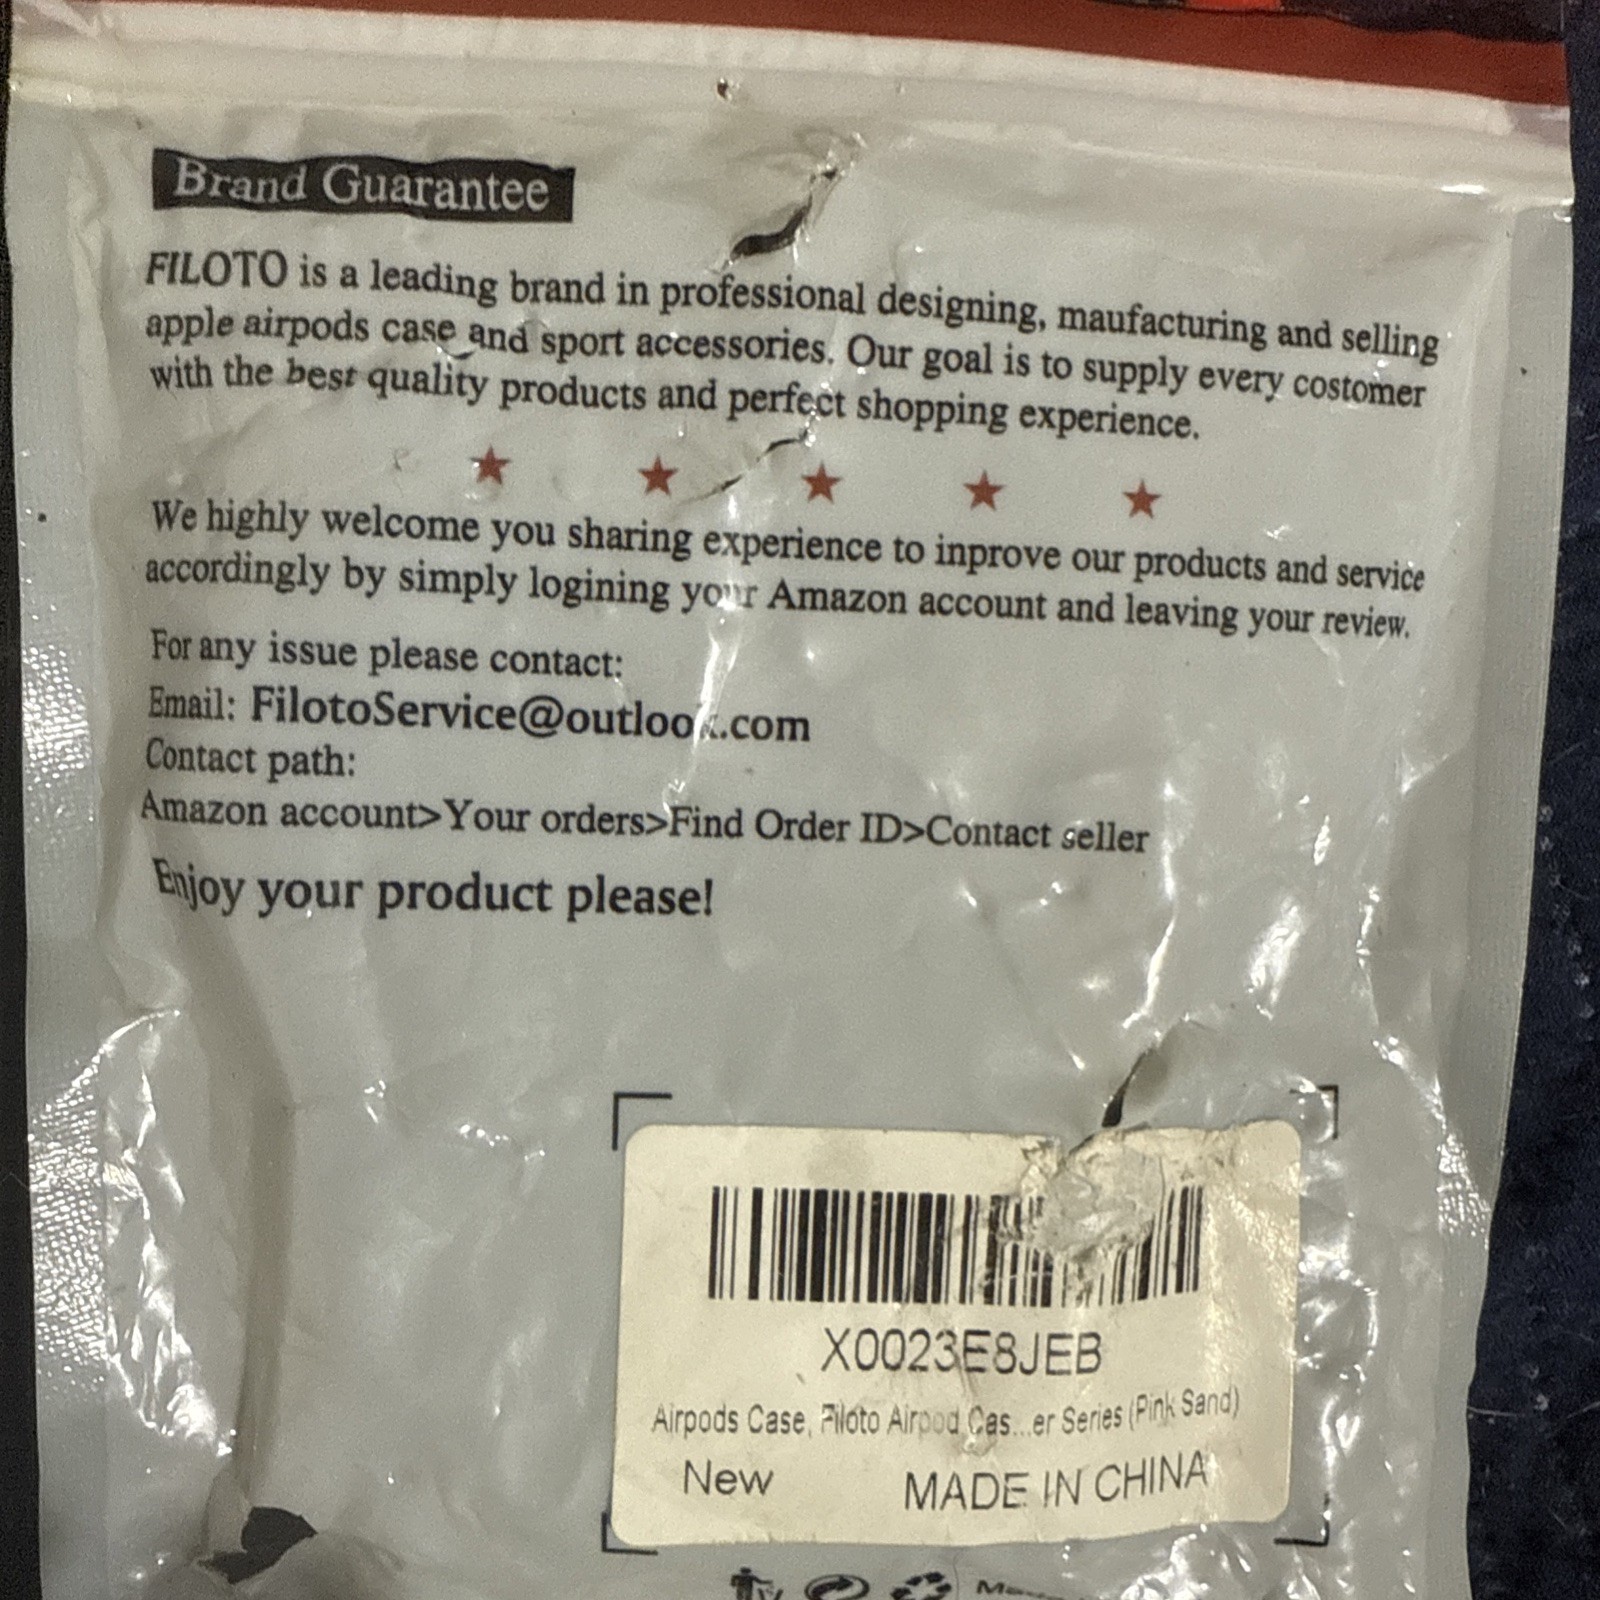 Brand Guarantee
FILOTO is a leading brand in professional designing, maufacturing and selling
apple airpods case and sport accessories. Our goal is to supply every costomer
with the best quality products and perfect shopping experience.
We highly welcome you sharing experience to inprove our products and service
accordingly by simply logining your Amazon account and leaving your review.
For any issue please contact:
Email: FilotoService@outlook.com
Contact path:
Amazon account>Your orders>Find Order ID>Contact seller
Enjoy your product please!
X0023E8JEB
Airpods Case, Filoto Airpod Cas...er Series (Pink Sand)
New MADE IN CHINA